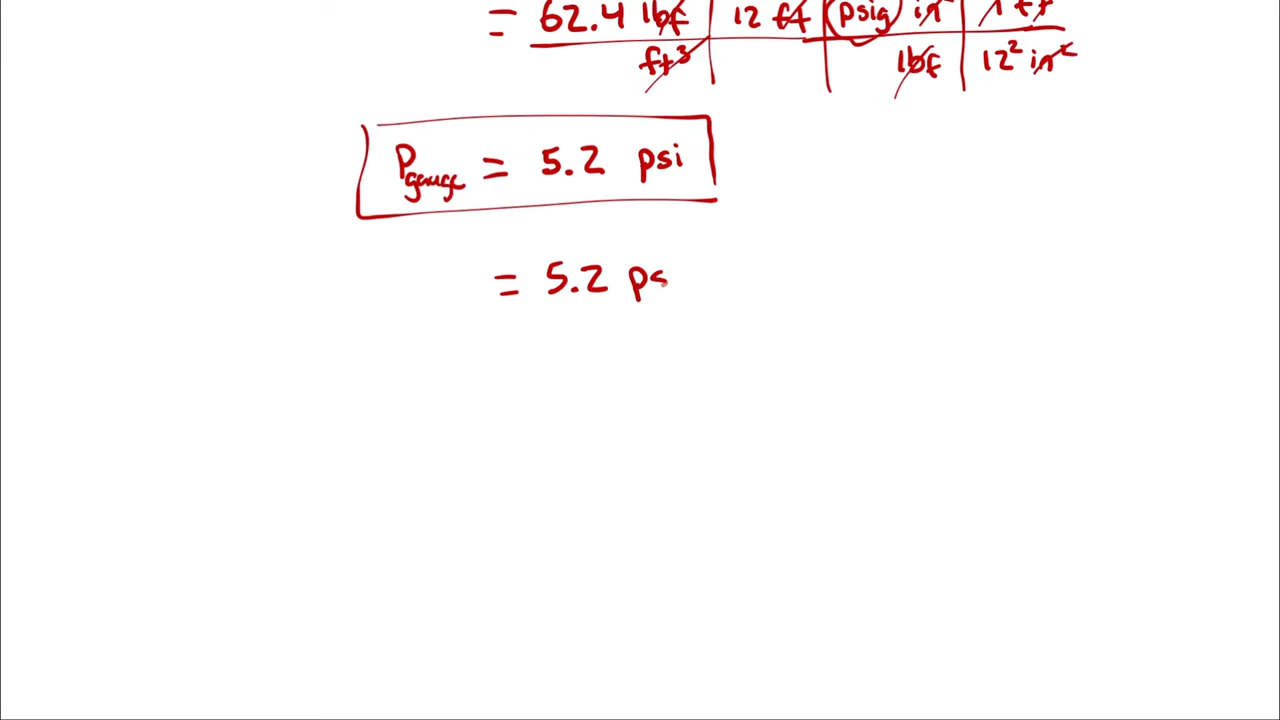 = 62.4 lbf 12 ft psig in² 1 ft²
ft³ lbf 12² in²
Pgauge = 5.2 psi
= 5.2 ps